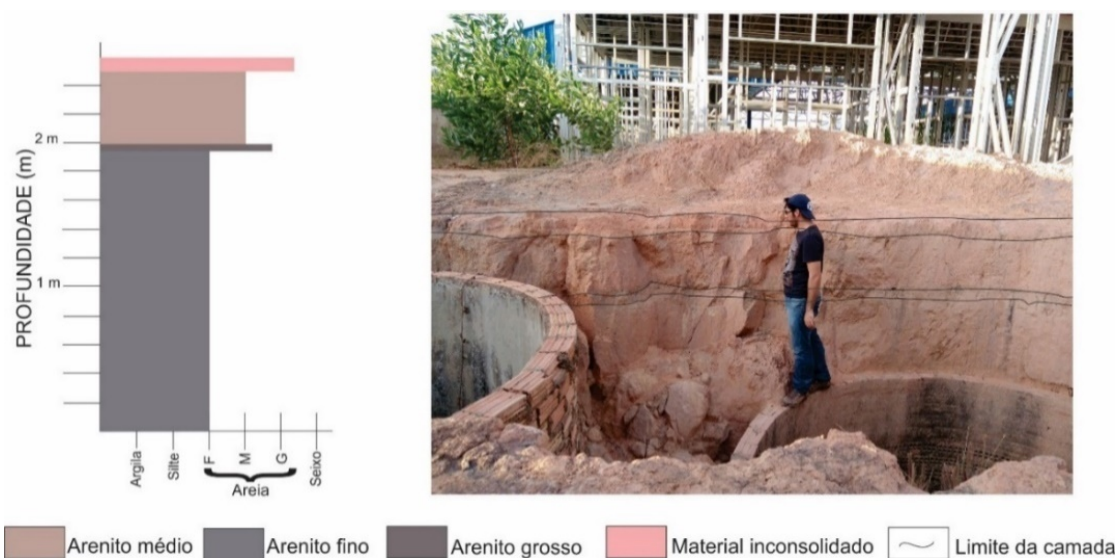 PROFUNDIDADE (m)
2 m
1 m
Argila
Silte
F
M
G
Seixo
Areia
Arenito médio
Arenito fino
Arenito grosso
Material inconsolidado
Limite da camada